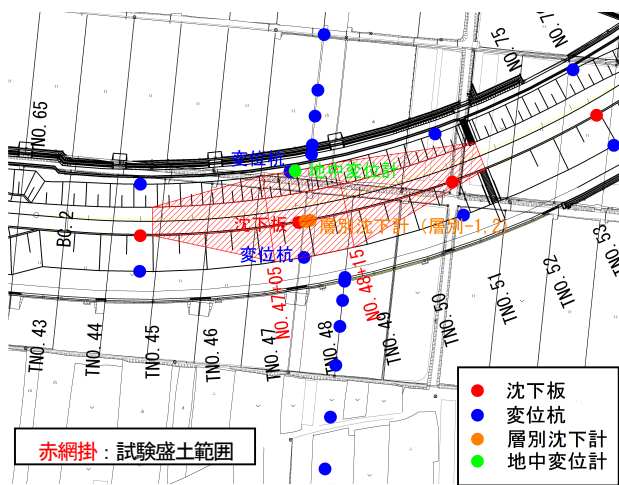 NO.76
NO.75
NO.65
変位杭
地中変位計
BG.2
沈下板
層別沈下計 (層別-1,2)
変位杭
NO.47+05
NO.48+15
TNO.43
TNO.44
TNO.45
TNO.46
TNO.47
TNO.48
TNO.49
TNO.50
TNO.51
TNO.52
TNO.53
沈下板
変位杭
層別沈下計
地中変位計
赤網掛：試験盛土範囲